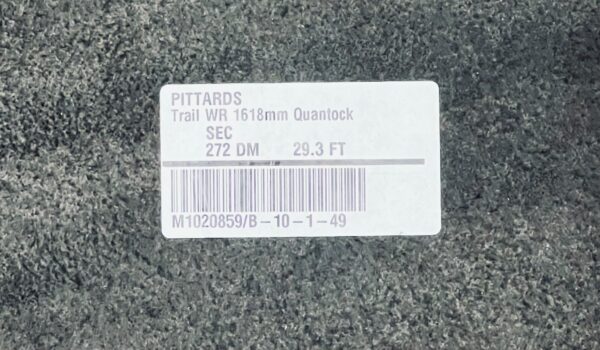 PITTARDS
Trail WR 1618mm Quantock
SEC
272 DM 29.3 FT
M1020859/B-10-1-49